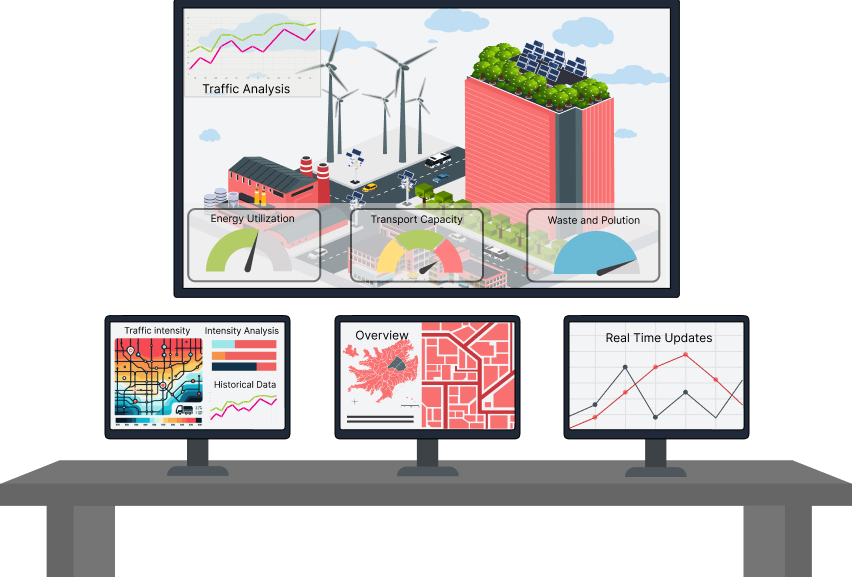 Traffic Analysis
Energy Utilization
Transport Capacity
Waste and Polution
Traffic intensity
Intensity Analysis
Historical Data
Overview
Real Time Updates